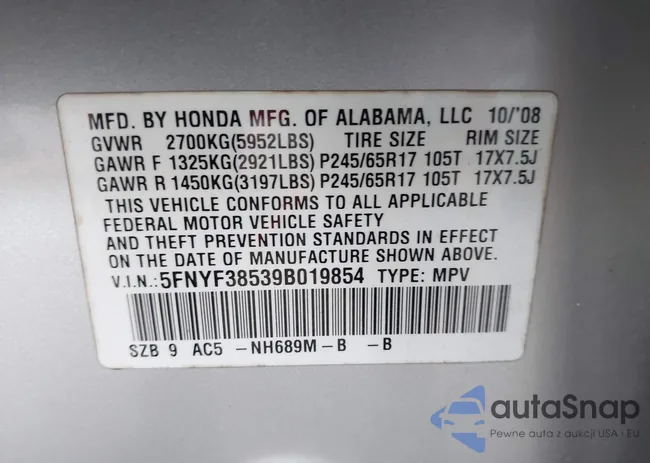 MFD. BY HONDA MFG. OF ALABAMA, LLC 10/'08
GVWR 2700KG(5952LBS) TIRE SIZE RIM SIZE
GAWR F 1325KG(2921LBS) P245/65R17 105T 17X7.5J
GAWR R 1450KG(3197LBS) P245/65R17 105T 17X7.5J
THIS VEHICLE CONFORMS TO ALL APPLICABLE
FEDERAL MOTOR VEHICLE SAFETY
AND THEFT PREVENTION STANDARDS IN EFFECT
ON THE DATE OF MANUFACTURE SHOWN ABOVE.
V.I.N.: 5FNYF38539B019854 TYPE: MPV
SZB 9 AC5 -NH689M-B -B
autoSnap
Pewne auta z aukcji USA i EU